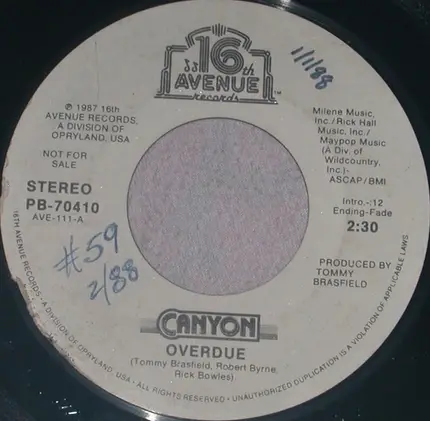 16th
AVENUE
records
TM
1/1/88
℗ 1987 16th
AVENUE RECORDS,
A DIVISION OF
OPRYLAND, USA
NOT FOR
SALE
STEREO
PB-70410
AVE-111-A
#59
2/88
Milene Music,
Inc./Rick Hall
Music, Inc./
Maypop Music
(A Div. of
Wildcountry,
Inc.)-
ASCAP/BMI
Intro.-:12
Ending-Fade
2:30
PRODUCED BY
TOMMY
BRASFIELD
CANYON
OVERDUE
(Tommy Brasfield, Robert Byrne,
Rick Bowles)
16TH AVENUE RECORDS - A DIVISION OF OPRYLAND, USA - ALL RIGHTS RESERVED - UNAUTHORIZED DUPLICATION IS A VIOLATION OF APPLICABLE LAWS.